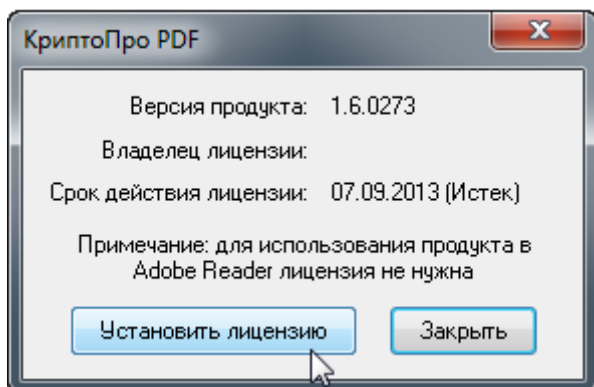 КриптоПро PDF
Версия продукта: 1.6.0273
Владелец лицензии:
Срок действия лицензии: 07.09.2013 (Истек)
Примечание: для использования продукта в
Adobe Reader лицензия не нужна
Установить лицензию Закрыть